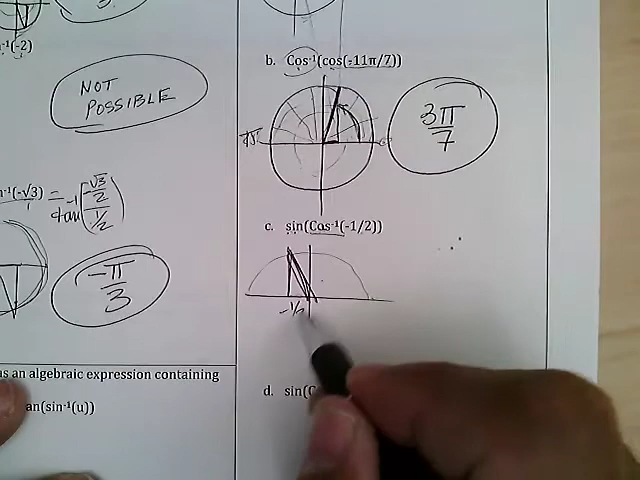 ⁻¹(-2)
NOT
POSSIBLE
⁻¹(-√3) = tan⁻¹(-√3/2 / 1/2)
-π/3
as an algebraic expression containing
an(sin⁻¹(u))
b. Cos⁻¹(cos(-11π/7))
3π/7
c. sin(Cos⁻¹(-1/2))
-1/2
d. sin(C